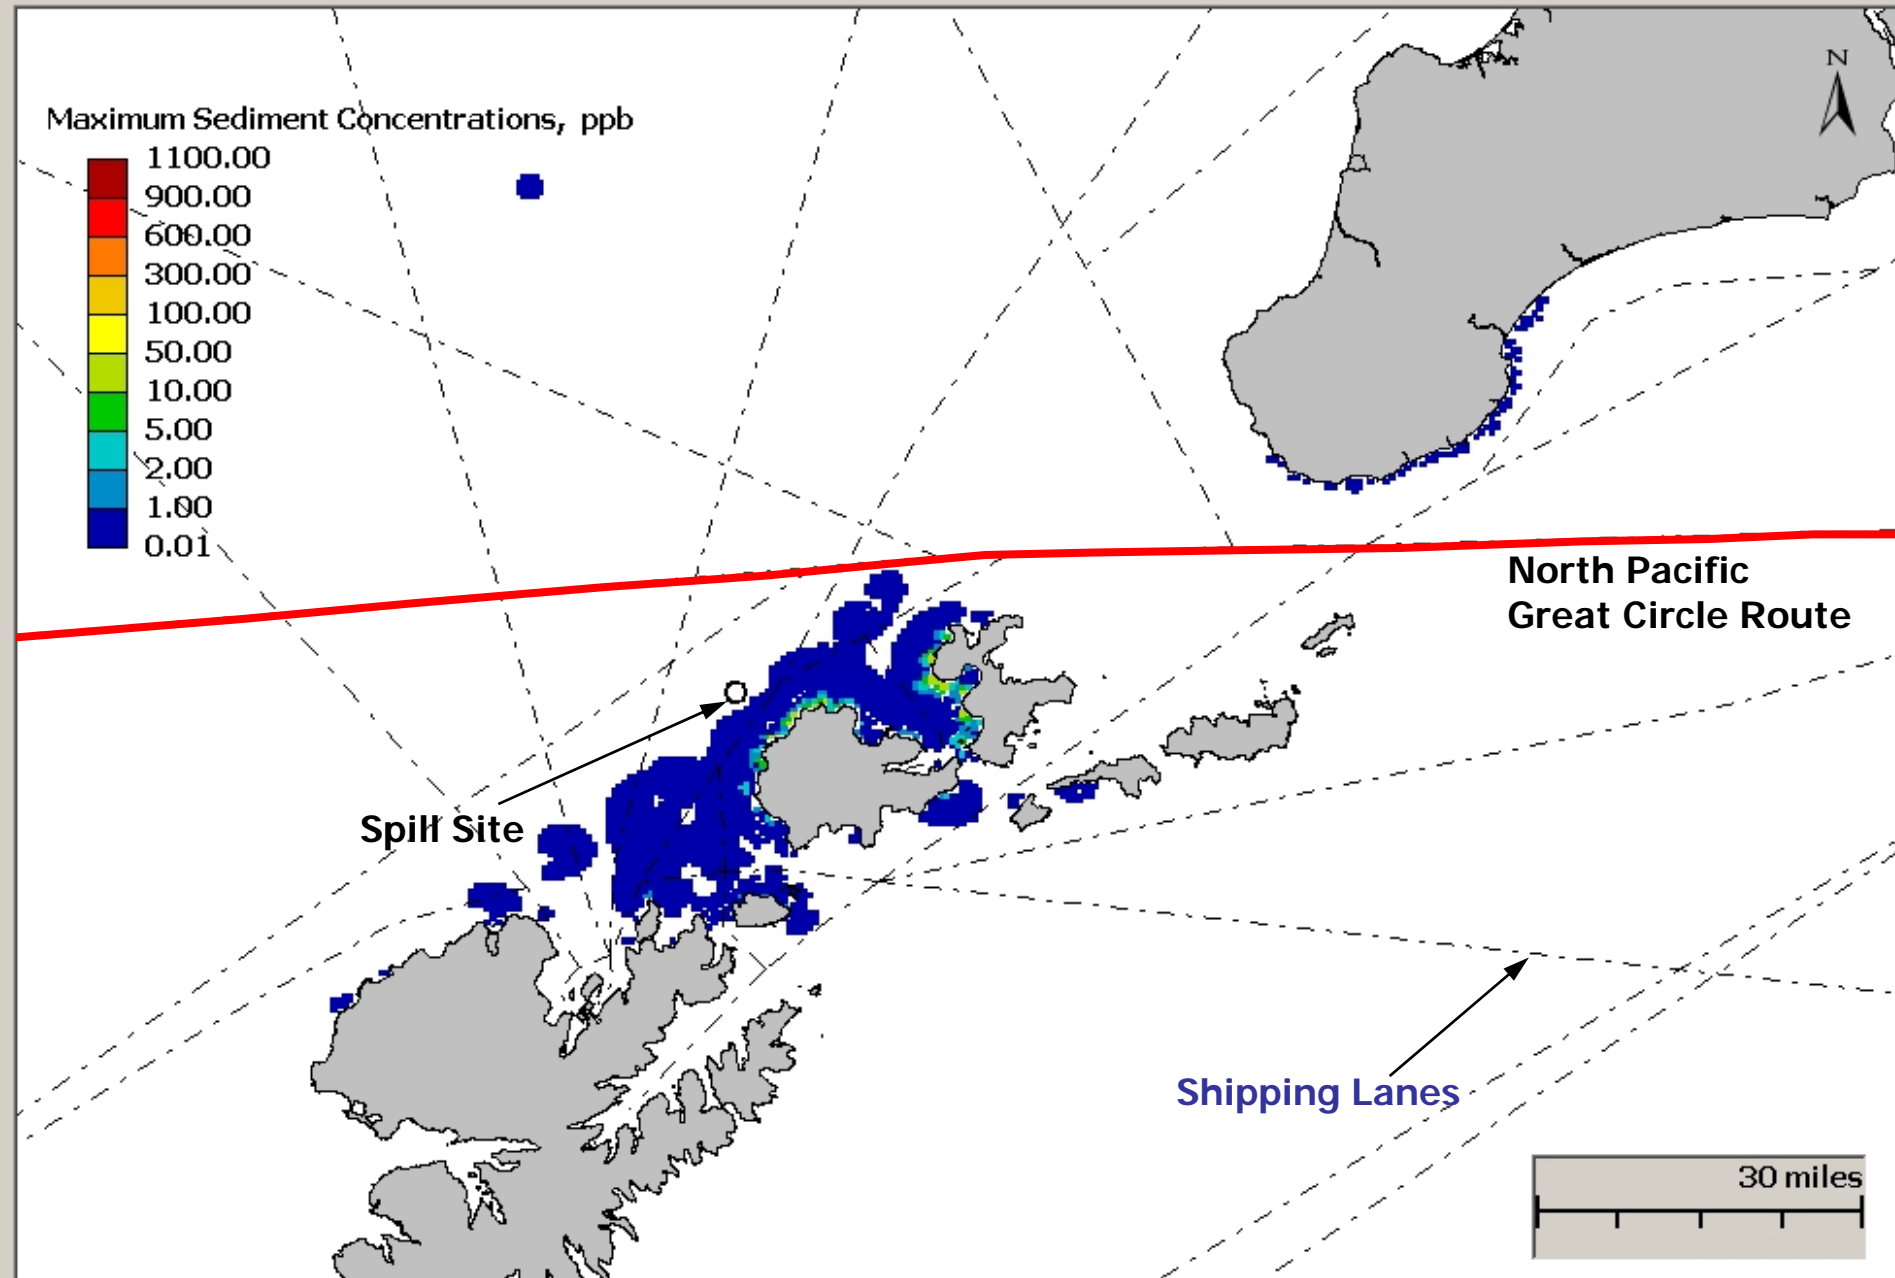 N
Maximum Sediment Concentrations, ppb
1100.00
900.00
600.00
300.00
100.00
50.00
10.00
5.00
2.00
1.00
0.01
North Pacific
Great Circle Route
Spill Site
Shipping Lanes
30 miles